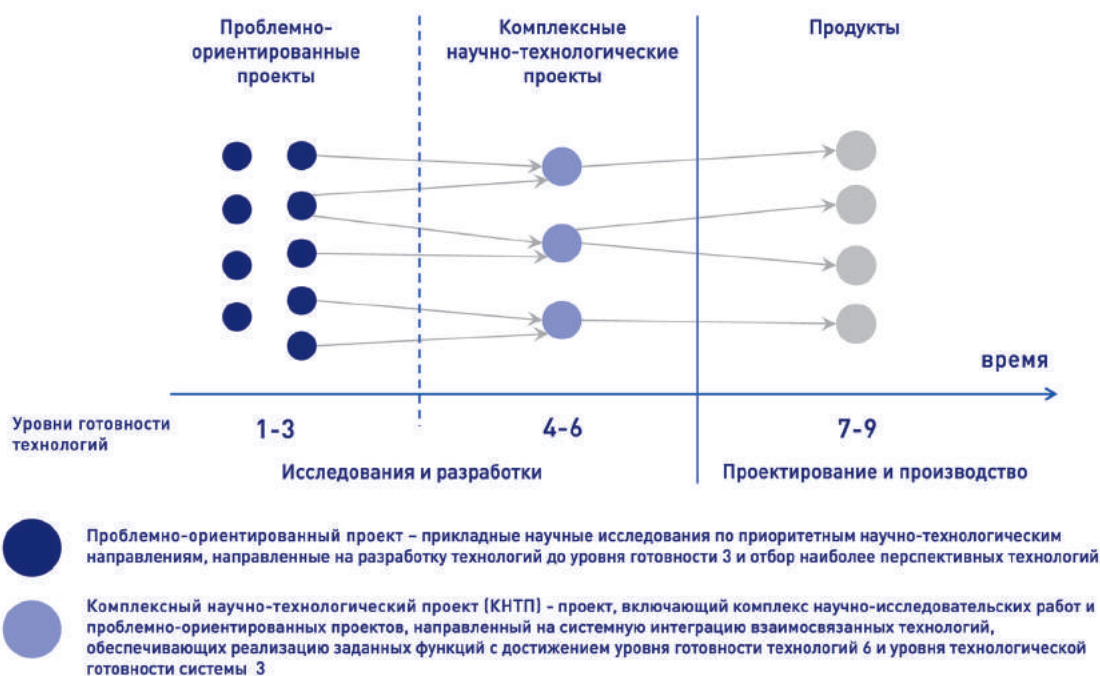 Проблемно-
ориентированные
проекты
Комплексные
научно-технологические
проекты
Продукты
время
Уровни готовности
технологий
1-3
4-6
7-9
Исследования и разработки
Проектирование и производство
Проблемно-ориентированный проект – прикладные научные исследования по приоритетным научно-технологическим
направлениям, направленные на разработку технологий до уровня готовности 3 и отбор наиболее перспективных технологий
Комплексный научно-технологический проект (КНТП) - проект, включающий комплекс научно-исследовательских работ и
проблемно-ориентированных проектов, направленный на системную интеграцию взаимосвязанных технологий,
обеспечивающих реализацию заданных функций с достижением уровня готовности технологий 6 и уровня технологической
готовности системы 3